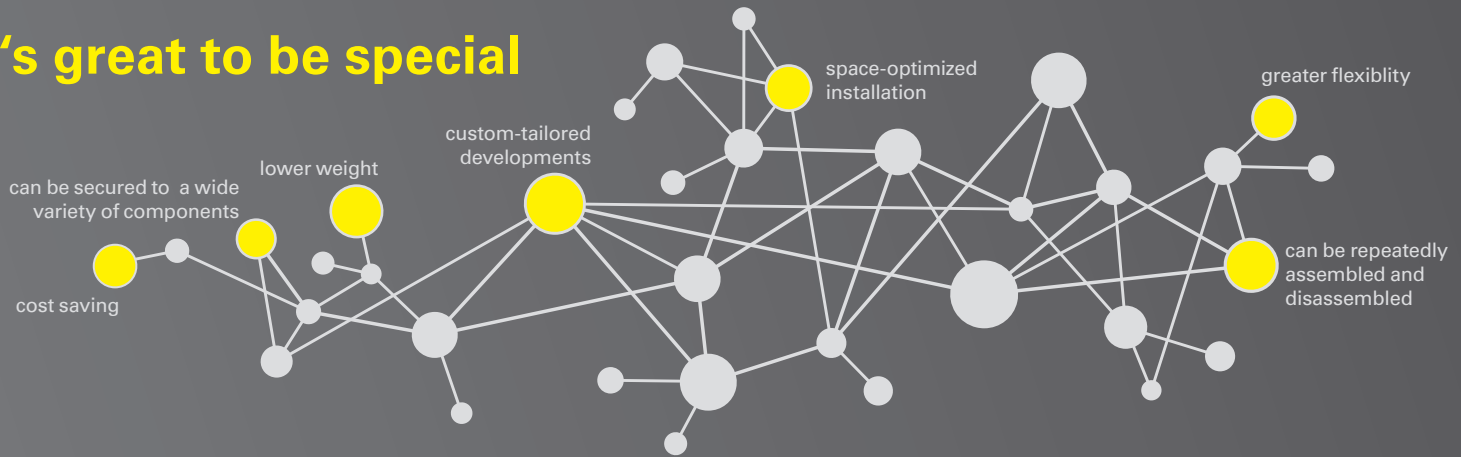 's great to be special
space-optimized
installation
greater flexiblity
custom-tailored
developments
lower weight
can be secured to a wide
variety of components
can be repeatedly
assembled and
disassembled
cost saving